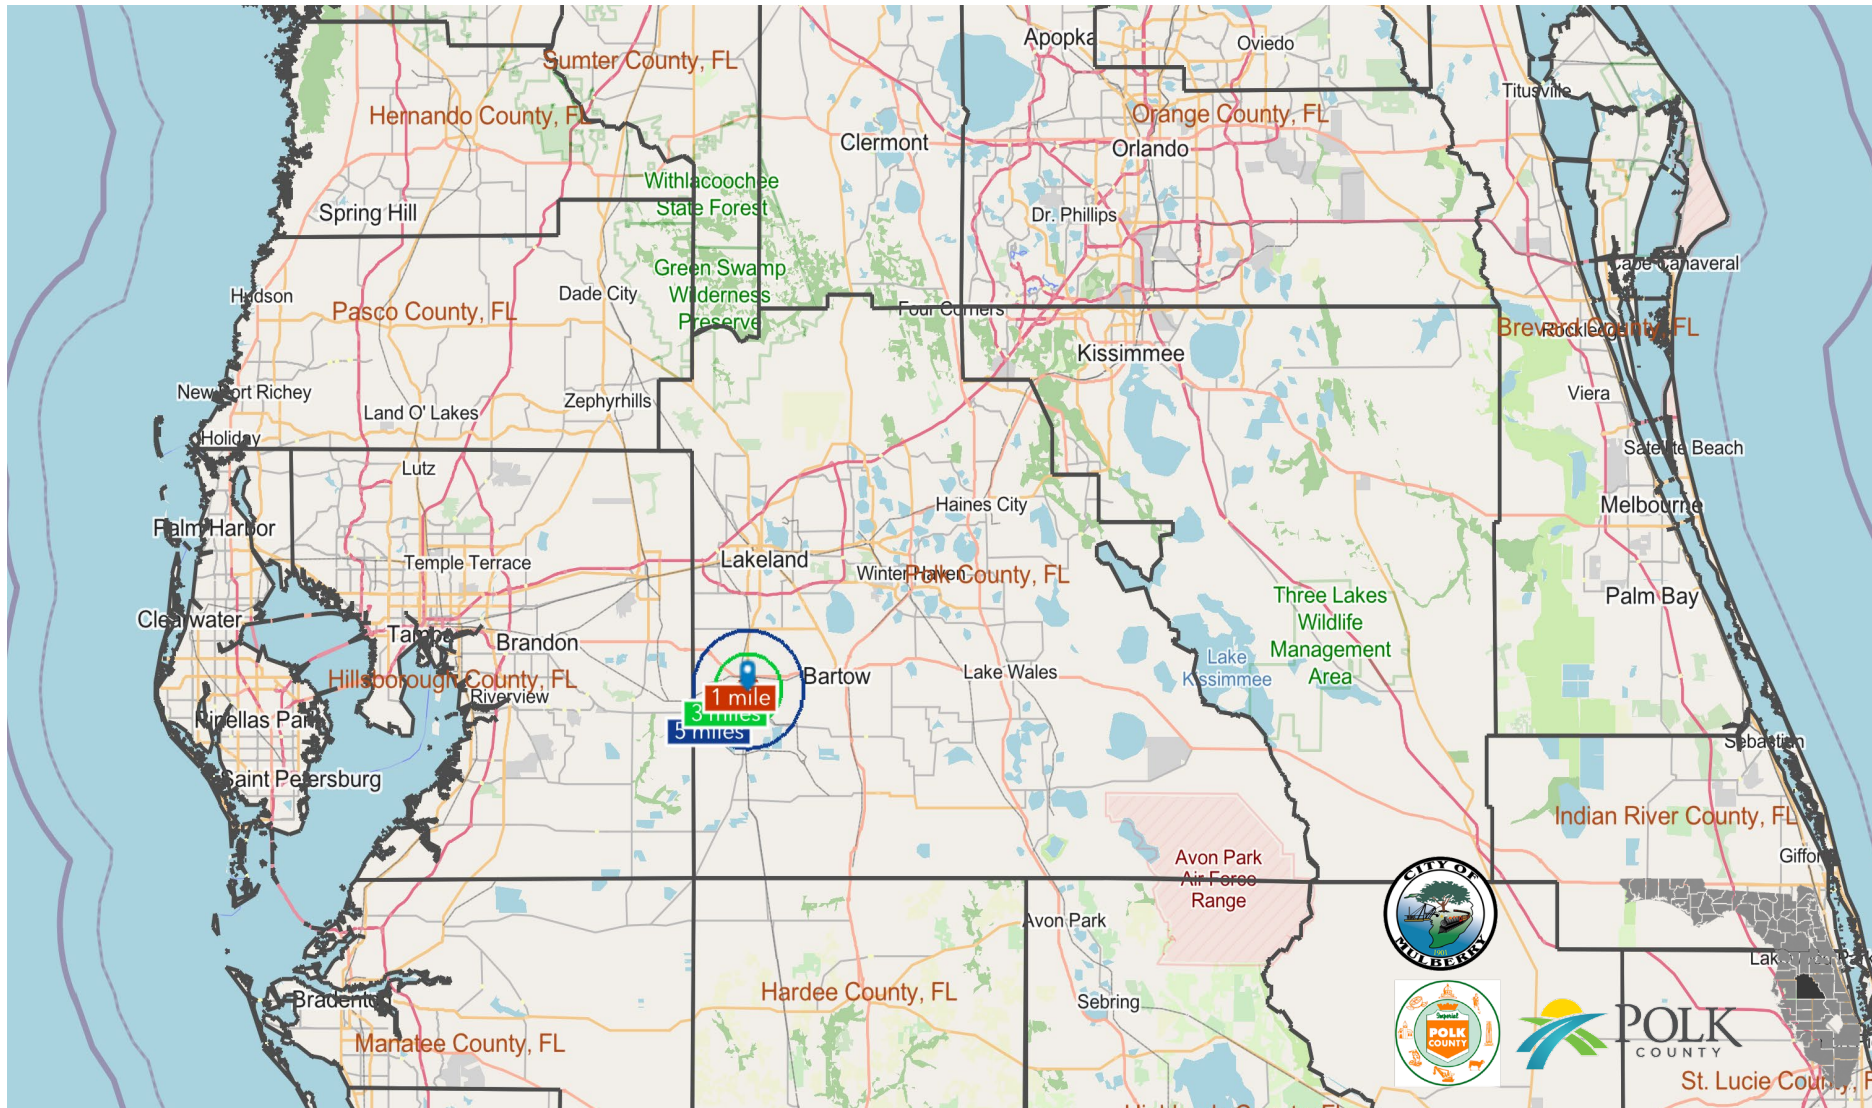 Apopka
Oviedo
Sumter County, FL
Titusville
Hernando County, FL
Orange County, FL
Clermont
Orlando
Withlacoochee
State Forest
Spring Hill
Dr. Phillips
Green Swamp
Wilderness
Preserve
Cape Canaveral
Dade City
Hudson
Pasco County, FL
Four Corners
Brevard County, FL
Rockledge
Kissimmee
New Port Richey
Land O' Lakes
Zephyrhills
Viera
Holiday
Satellite Beach
Lutz
Haines City
Melbourne
Palm Harbor
Temple Terrace
Lakeland
Winter Haven
Polk County, FL
Three Lakes
Wildlife
Management
Area
Palm Bay
Clearwater
Tampa
Brandon
Lake
Kissimmee
Bartow
Lake Wales
Hillsborough County, FL
Riverview
1 mile
3 miles
5 miles
Pinellas Park
Sebastian
Saint Petersburg
Indian River County, FL
Avon Park
Air Force
Range
Gifford
CITY OF
MULBERRY
1901
Avon Park
Hardee County, FL
Sebring
Bradenton
Manatee County, FL
Imperial
POLK
COUNTY
POLK
COUNTY
St. Lucie County, F
Highlands County, FL